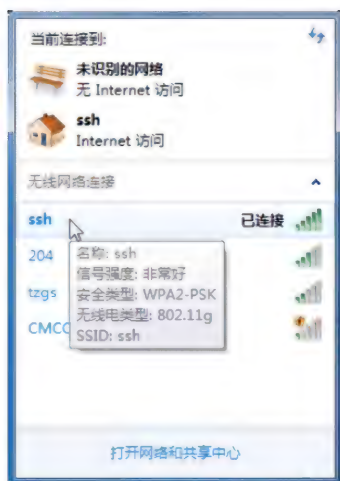 当前连接到:
未识别的网络
无 Internet 访问
ssh
Internet 访问
无线网络连接
ssh 已连接
204
名称: ssh
信号强度: 非常好
tzgs
安全类型: WPA2-PSK
无线电类型: 802.11g
SSID: ssh
打开网络和共享中心